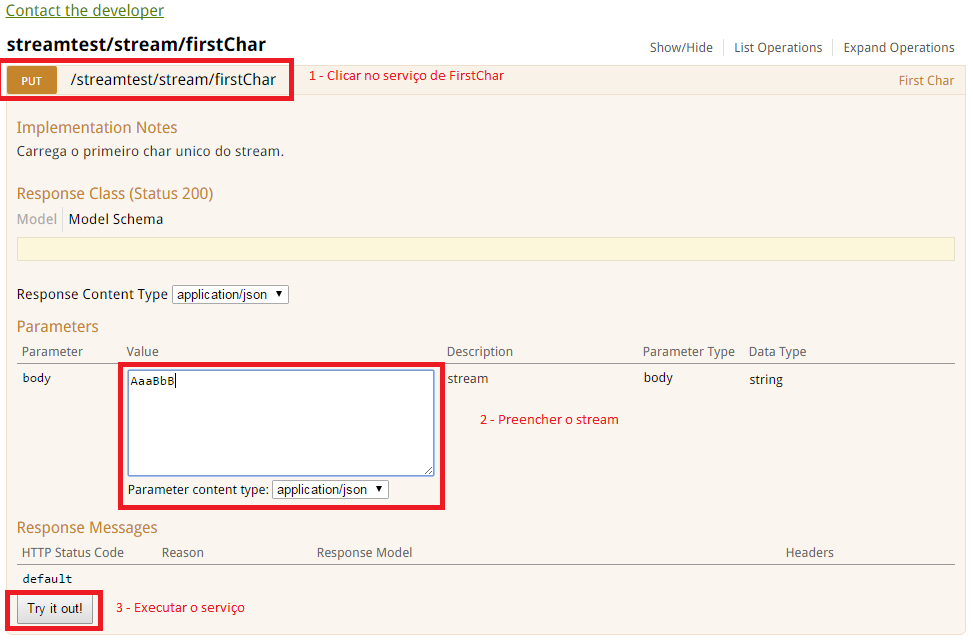 Contact the developer
streamtest/stream/firstChar
Show/Hide List Operations Expand Operations
PUT /streamtest/stream/firstChar 1 - Clicar no serviço de FirstChar First Char
Implementation Notes
Carrega o primeiro char unico do stream.
Response Class (Status 200)
Model Model Schema
Response Content Type application/json
Parameters
Parameter Value Description Parameter Type Data Type
body AaaBbB stream body string
2 - Preencher o stream
Parameter content type: application/json
Response Messages
HTTP Status Code Reason Response Model Headers
default
Try it out! 3 - Executar o serviço